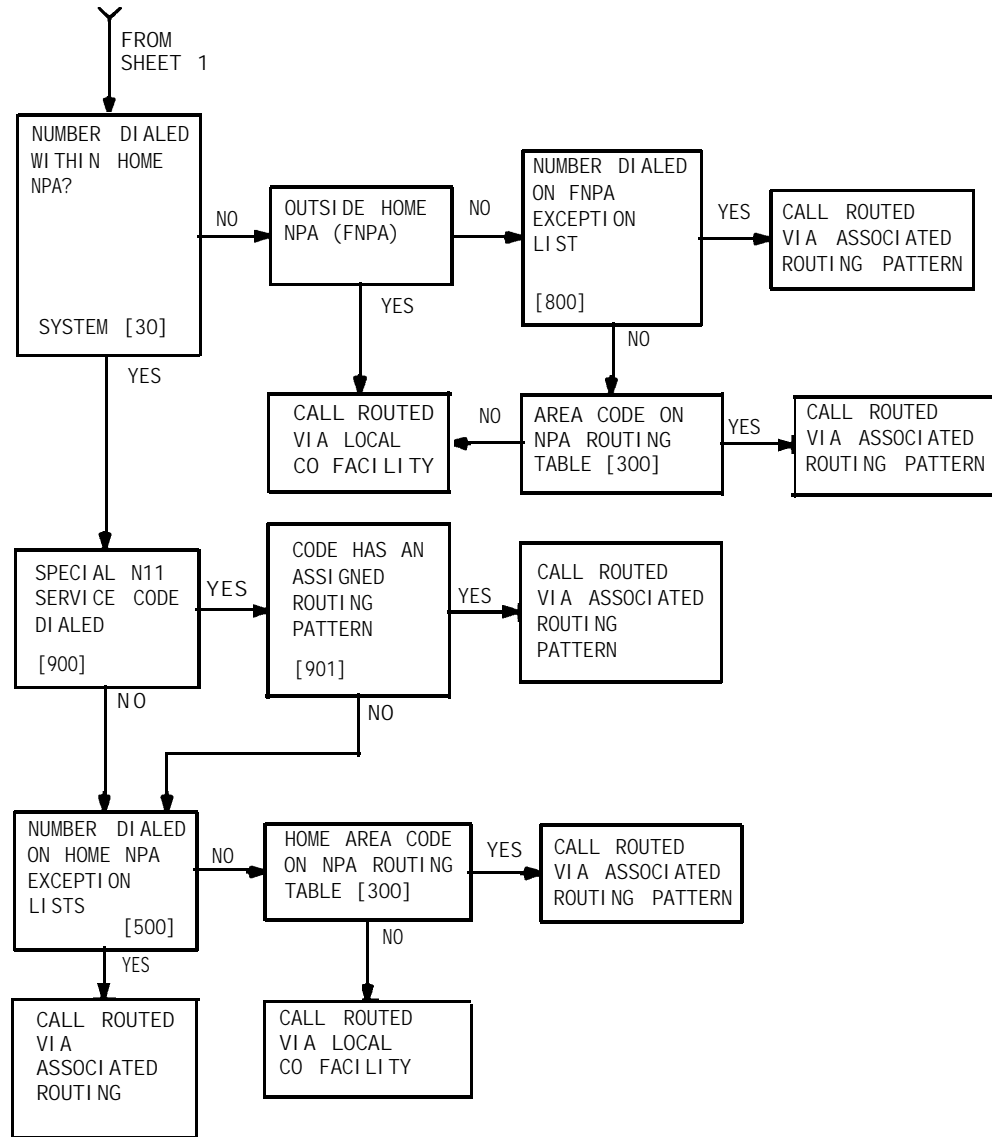 FROM
SHEET 1
NUMBER DIALED
WITHIN HOME
NPA?
SYSTEM [30]
NO
OUTSIDE HOME
NPA (FNPA)
NO
NUMBER DIALED
ON FNPA
EXCEPTION
LIST
[800]
YES
CALL ROUTED
VIA ASSOCIATED
ROUTING PATTERN
YES
YES
NO
CALL ROUTED
VIA LOCAL
CO FACILITY
NO
AREA CODE ON
NPA ROUTING
TABLE [300]
YES
CALL ROUTED
VIA ASSOCIATED
ROUTING PATTERN
SPECIAL N11
SERVICE CODE
DIALED
[900]
YES
CODE HAS AN
ASSIGNED
ROUTING
PATTERN
[901]
YES
CALL ROUTED
VIA ASSOCIATED
ROUTING
PATTERN
NO
NO
NUMBER DIALED
ON HOME NPA
EXCEPTION
LISTS
[500]
NO
HOME AREA CODE
ON NPA ROUTING
TABLE [300]
YES
CALL ROUTED
VIA ASSOCIATED
ROUTING PATTERN
YES
NO
CALL ROUTED
VIA
ASSOCIATED
ROUTING
CALL ROUTED
VIA LOCAL
CO FACILITY